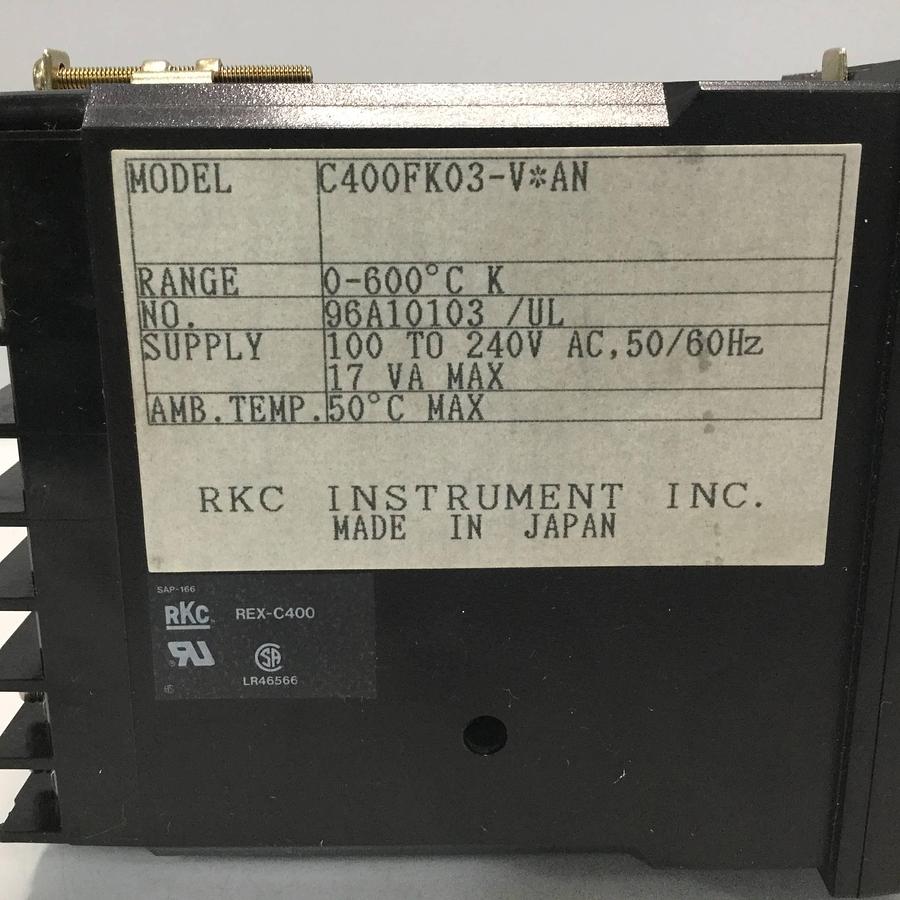 MODEL C400FK03-V*AN
RANGE 0-600°C K
NO. 96A10103 /UL
SUPPLY 100 TO 240V AC,50/60Hz
17 VA MAX
AMB.TEMP. 50°C MAX
RKC INSTRUMENT INC.
MADE IN JAPAN
SAP-166
RKC REX-C400
LR46566